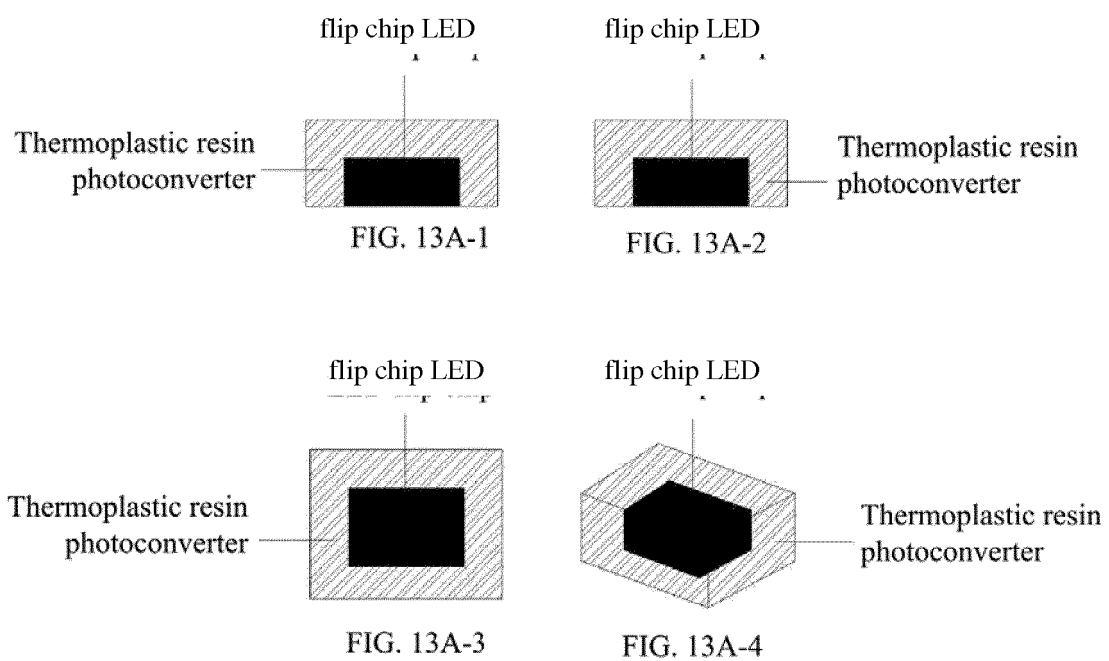 flip chip LED
flip chip LED
Thermoplastic resin
photoconverter
Thermoplastic resin
photoconverter
FIG. 13A-1
FIG. 13A-2
flip chip LED
flip chip LED
Thermoplastic resin
photoconverter
Thermoplastic resin
photoconverter
FIG. 13A-3
FIG. 13A-4